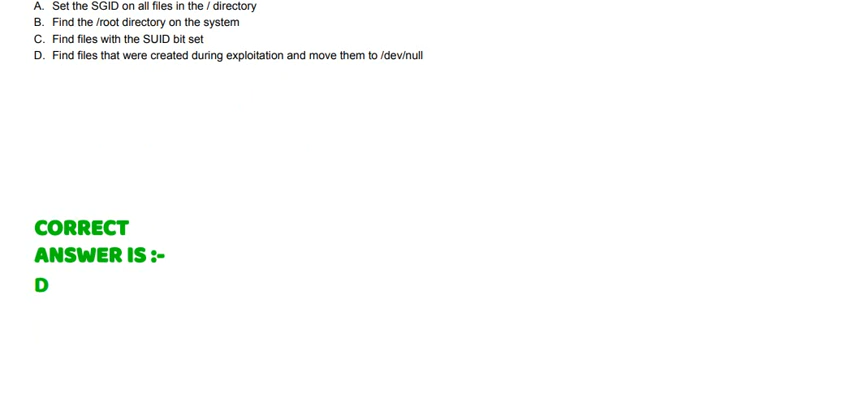 A. Set the SGID on all files in the / directory
B. Find the /root directory on the system
C. Find files with the SUID bit set
D. Find files that were created during exploitation and move them to /dev/null
CORRECT
ANSWER IS :-
D